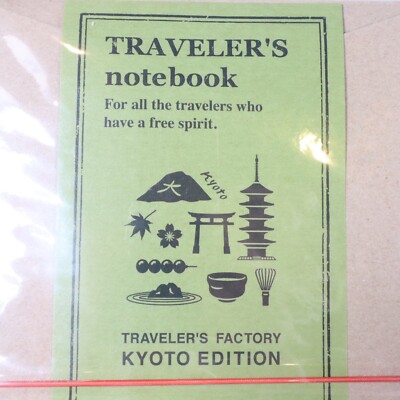 TRAVELER'S
notebook
For all the travelers who
have a free spirit.
大
Kyoto
TRAVELER'S FACTORY
KYOTO EDITION